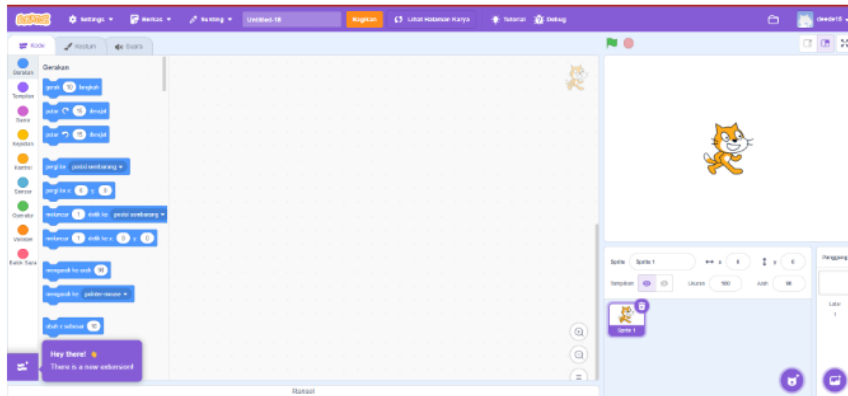 SCRATCH Settings Berkas Sunting Untitled-18 Bagikan Lihat Halaman Karya Tutorial Debug
Kode Kostum Suara
Gerakan
Gerakan
gerak 10 langkah
Tampilan
putar 15 derajat
Suara
putar 15 derajat
Kejadian
Kontrol
pergi ke posisi sembarang
Sensor
pergi ke x: 0 y: 0
Operator
meluncur 1 detik ke posisi sembarang
Variabel
meluncur 1 detik ke x: 0 y: 0
Balok Saya
mengarah ke arah 90
mengarah ke pointer-mouse
ubah x sebesar 10
Hey there! 👋
There is a new extension!
Ransel
Sprite Sprite 1 x 0 y 0
Tampilkan Ukuran 100 Arah 90
Sprite 1
Panggung
Latar
1